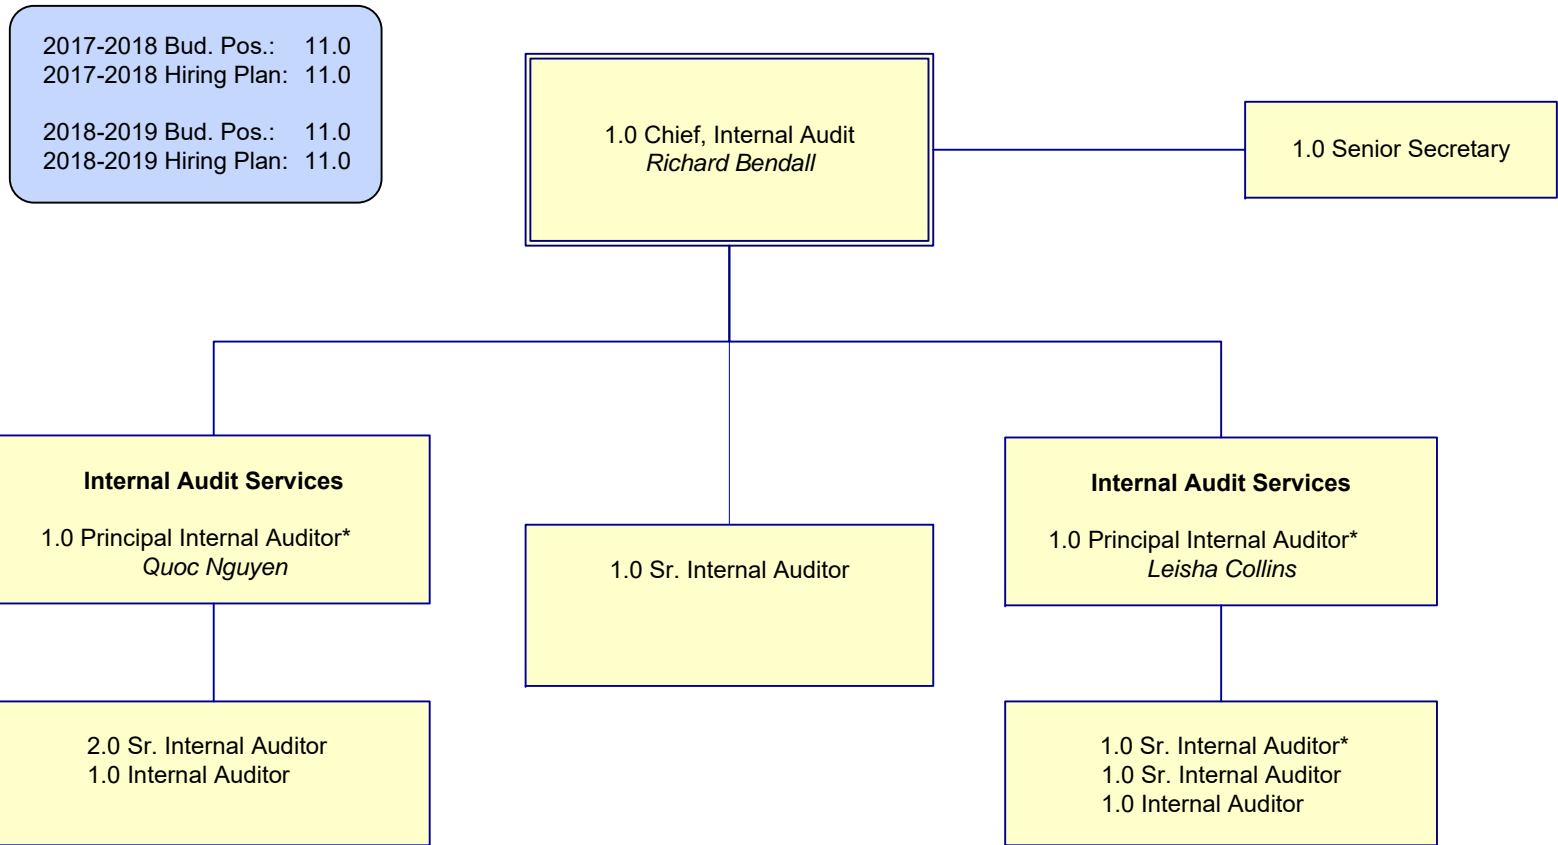 2017-2018 Bud. Pos.: 11.0
2017-2018 Hiring Plan: 11.0
2018-2019 Bud. Pos.: 11.0
2018-2019 Hiring Plan: 11.0
1.0 Chief, Internal Audit
Richard Bendall
1.0 Senior Secretary
Internal Audit Services
1.0 Principal Internal Auditor*
Quoc Nguyen
1.0 Sr. Internal Auditor
Internal Audit Services
1.0 Principal Internal Auditor*
Leisha Collins
2.0 Sr. Internal Auditor
1.0 Internal Auditor
1.0 Sr. Internal Auditor*
1.0 Sr. Internal Auditor
1.0 Internal Auditor